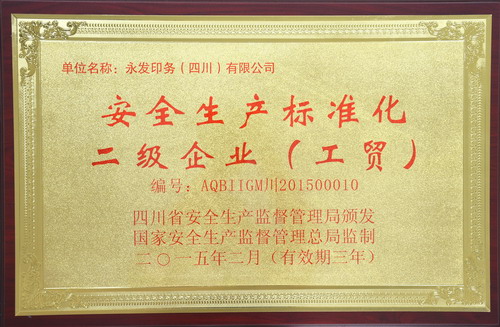 单位名称：永发印务（四川）有限公司
安全生产标准化
二级企业（工贸）
编号：AQBIIGM川201500010
四川省安全生产监督管理局颁发
国家安全生产监督管理总局监制
二〇一五年二月（有效期三年）